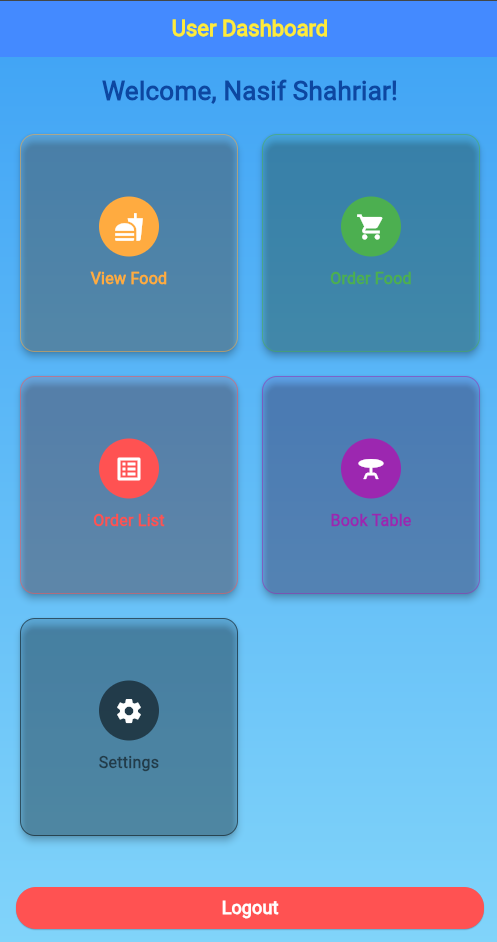 User Dashboard
Welcome, Nasif Shahriar!
View Food
Order Food
Order List
Book Table
Settings
Logout